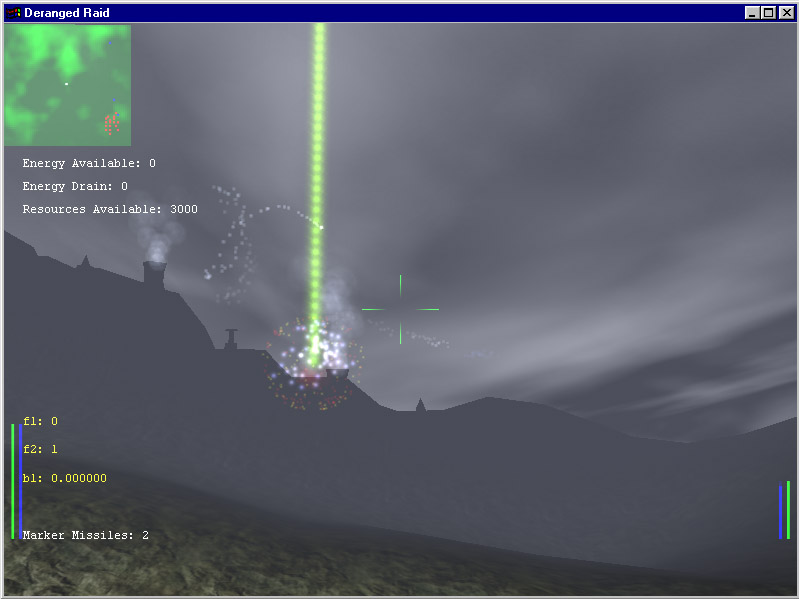 Deranged Raid
Energy Available: 0
Energy Drain: 0
Resources Available: 3000
f1: 0
f2: 1
b1: 0.000000
Marker Missiles: 2